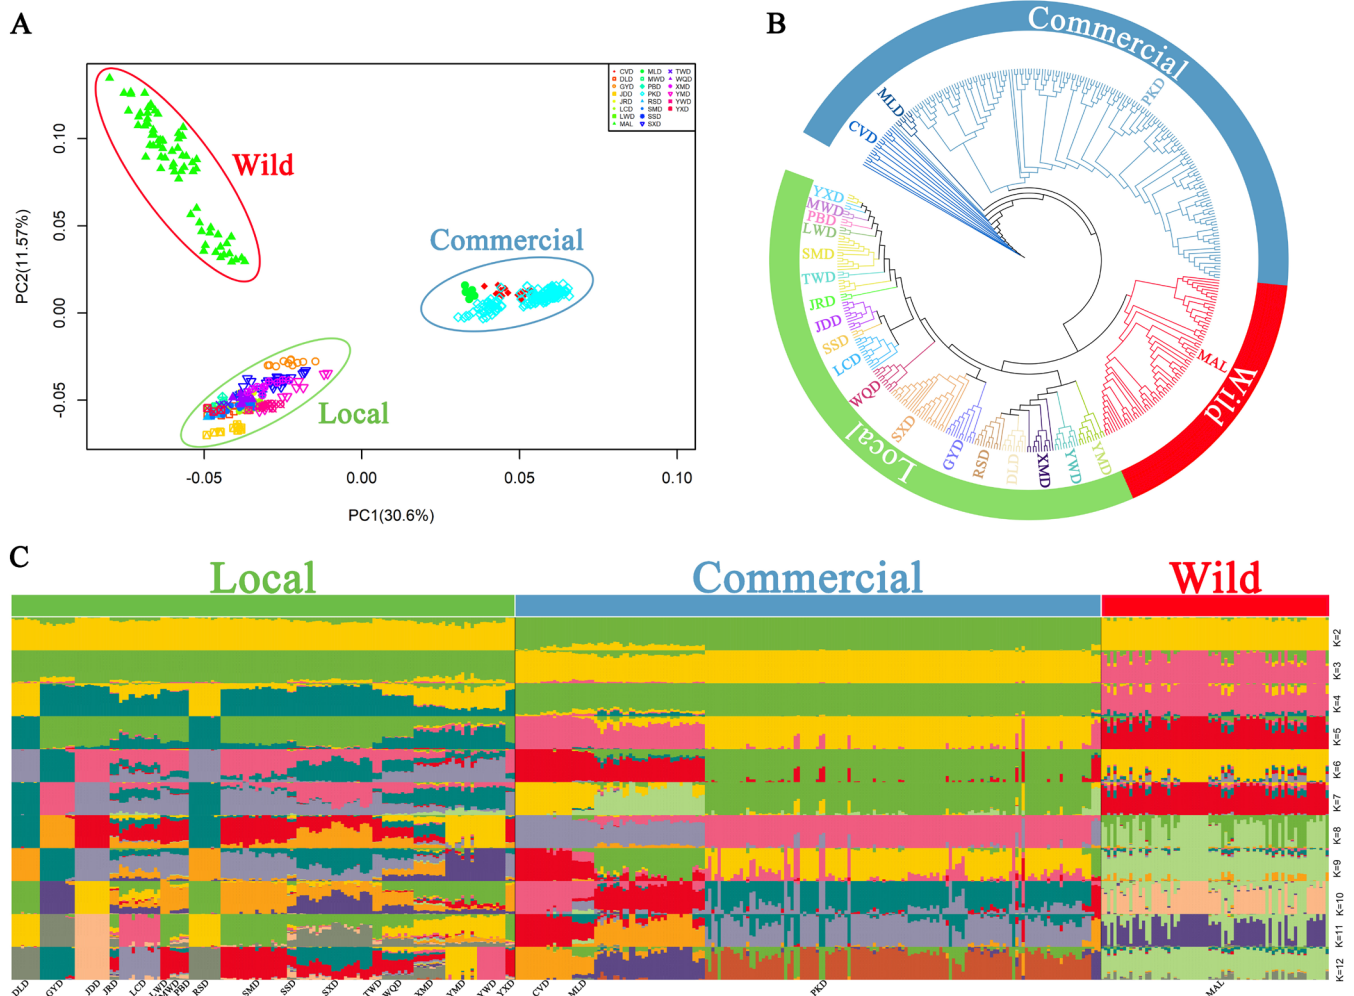 A
B
Wild
Commercial
Local
PC2(11.57%)
0.10
0.05
0.00
-0.05
-0.05
0.00
0.05
0.10
PC1(30.6%)
CVD
DLD
GYD
JDD
JRD
LCD
LWD
MAL
MLD
MWD
PBD
PKD
RSD
SMD
SSD
SXD
TWD
WQD
XMD
YMD
YWD
YXD
Commercial
PKD
MLD
CVD
YXD
MWD
PBD
LWD
SMD
TWD
JRD
JDD
SSD
LCD
WQD
SXD
GYD
RSD
DLD
XMD
YWD
YMD
MAL
Wild
Local
C
Local
Commercial
Wild
K=2
K=3
K=4
K=5
K=6
K=7
K=8
K=9
K=10
K=11
K=12
DLD
GYD
JDD
JRD
LCD
LWD
MWD
PBD
RSD
SMD
SSD
SXD
TWD
WQD
XMD
YMD
YWD
YXD
CVD
MLD
PKD
MAL